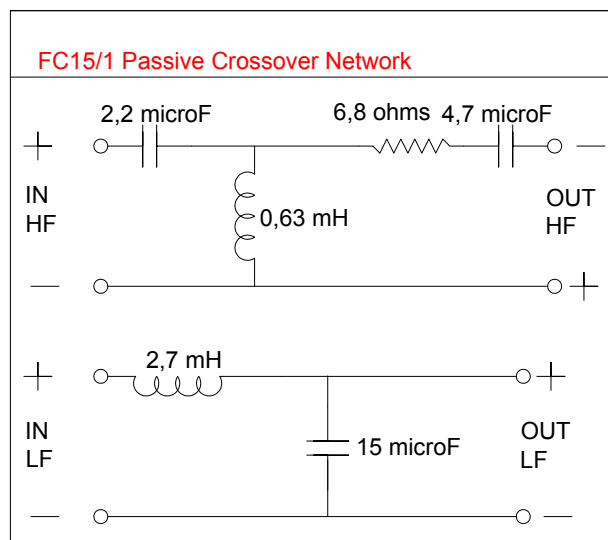 FC15/1 Passive Crossover Network
2,2 microF
6,8 ohms
4,7 microF
+
—
IN
HF
0,63 mH
OUT
HF
—
+
2,7 mH
+
+
IN
LF
15 microF
OUT
LF
—
—